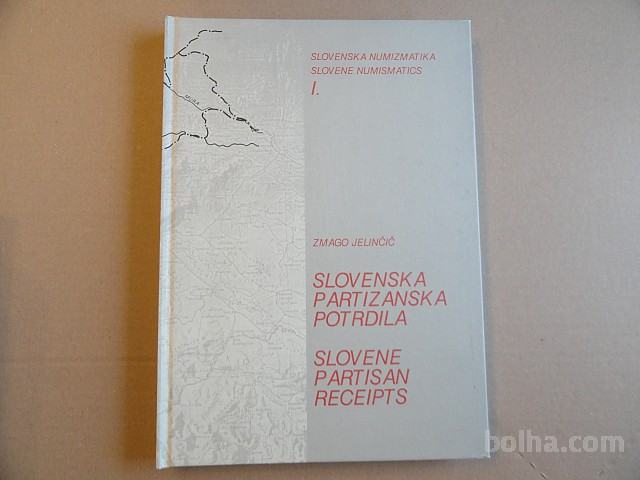 SLOVENSKA NUMIZMATIKA
SLOVENE NUMISMATICS
I.
ZMAGO JELINČIČ
SLOVENSKA
PARTIZANSKA
POTRDILA
SLOVENE
PARTISAN
RECEIPTS
bolha.com